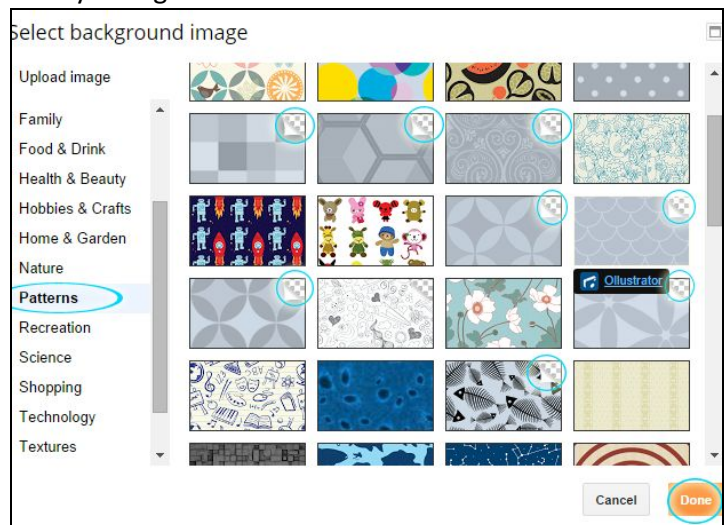 Select background image
Upload image
Family
Food & Drink
Health & Beauty
Hobbies & Crafts
Home & Garden
Nature
Patterns
Recreation
Science
Shopping
Technology
Textures
Ollustrator
Cancel
Done